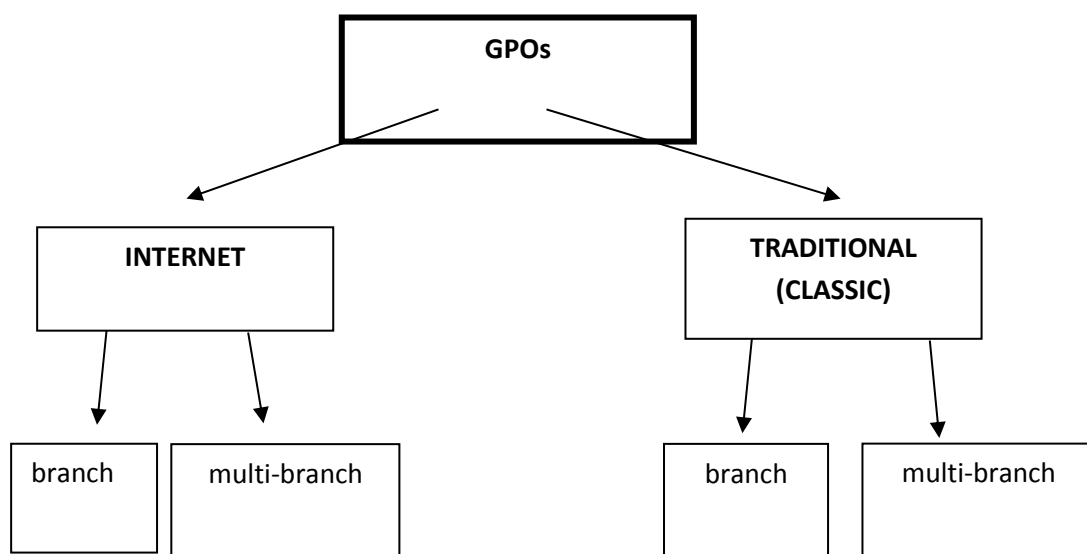 GPOs
INTERNET
TRADITIONAL
(CLASSIC)
branch
multi-branch
branch
multi-branch